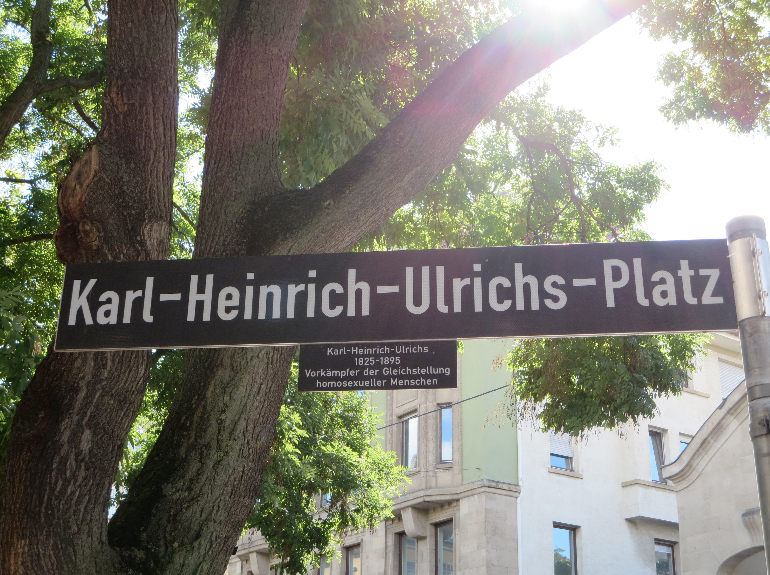 Karl-Heinrich-Ulrichs-Platz
Karl-Heinrich-Ulrichs
1825-1895
Vorkämpfer der Gleichstellung
homosexueller Menschen